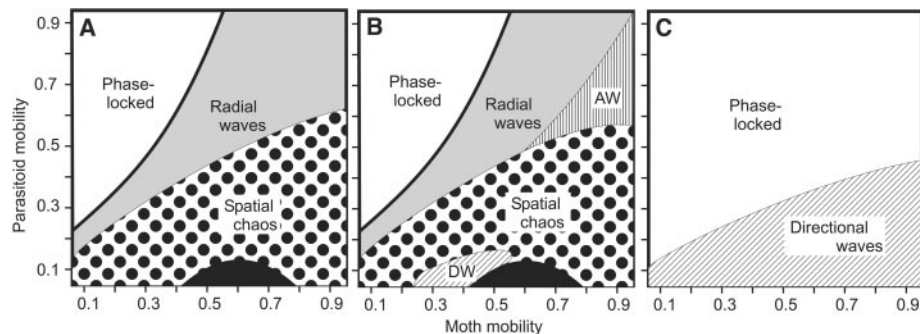 A
B
C
0.9
0.7
0.5
0.3
0.1
Parasitoid mobility
Phase-
locked
Radial
waves
Spatial
chaos
Phase-
locked
Radial
waves
AW
Spatial
chaos
DW
Phase-
locked
Directional
waves
0.1 0.3 0.5 0.7 0.9
0.1 0.3 0.5 0.7 0.9
0.1 0.3 0.5 0.7 0.9
Moth mobility